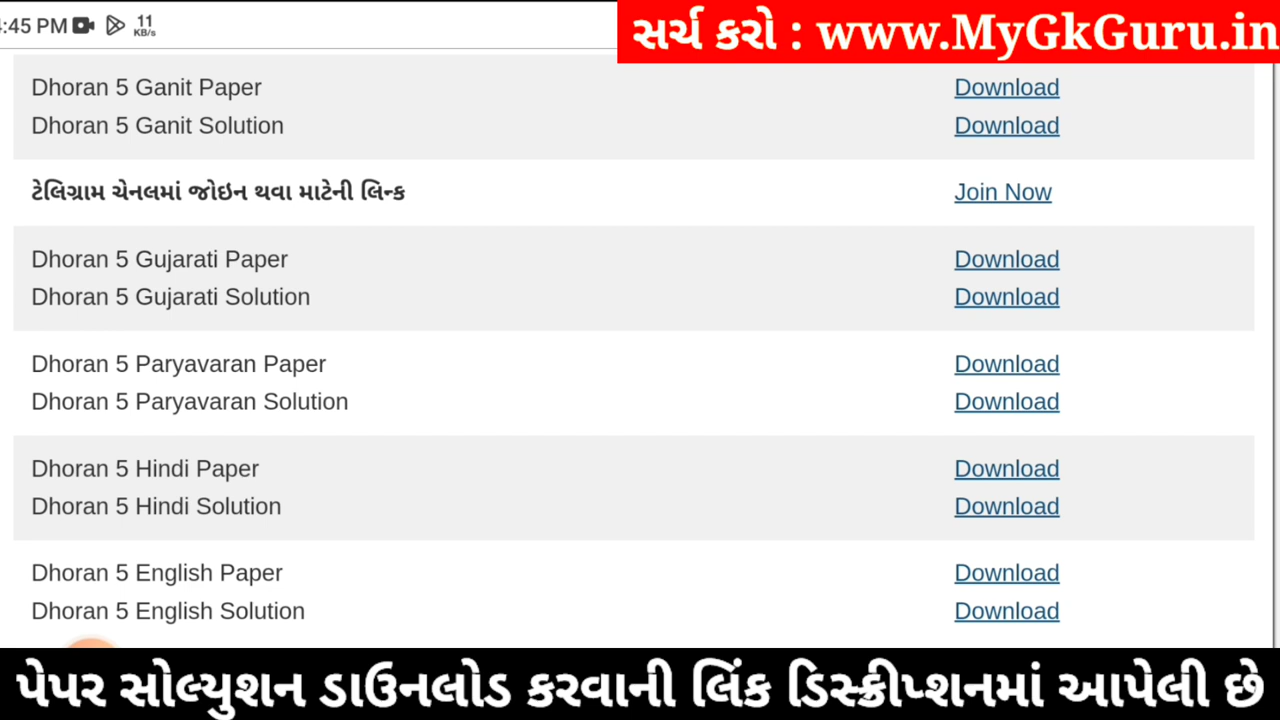 :45 PM 11 KB/s
સર્ચ કરો : www.MyGkGuru.in
Dhoran 5 Ganit Paper Download
Dhoran 5 Ganit Solution Download
ટેલિગ્રામ ચેનલમાં જોઇન થવા માટેની લિન્ક Join Now
Dhoran 5 Gujarati Paper Download
Dhoran 5 Gujarati Solution Download
Dhoran 5 Paryavaran Paper Download
Dhoran 5 Paryavaran Solution Download
Dhoran 5 Hindi Paper Download
Dhoran 5 Hindi Solution Download
Dhoran 5 English Paper Download
Dhoran 5 English Solution Download
પેપર સોલ્યુશન ડાઉનલોડ કરવાની લિંક ડિસ્ક્રીપ્શનમાં આપેલી છે